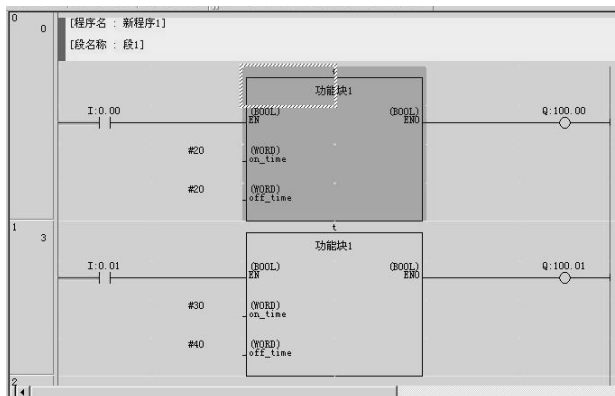 0
0
[程序名 : 新程序1]
[段名称 : 段1]
t
功能块1
I:0.00
(BOOL)
EN
(BOOL)
ENO
Q:100.00
#20
(WORD)
on_time
#20
(WORD)
off_time
1
3
t
功能块1
I:0.01
(BOOL)
EN
(BOOL)
ENO
Q:100.01
#30
(WORD)
on_time
#40
(WORD)
off_time
2